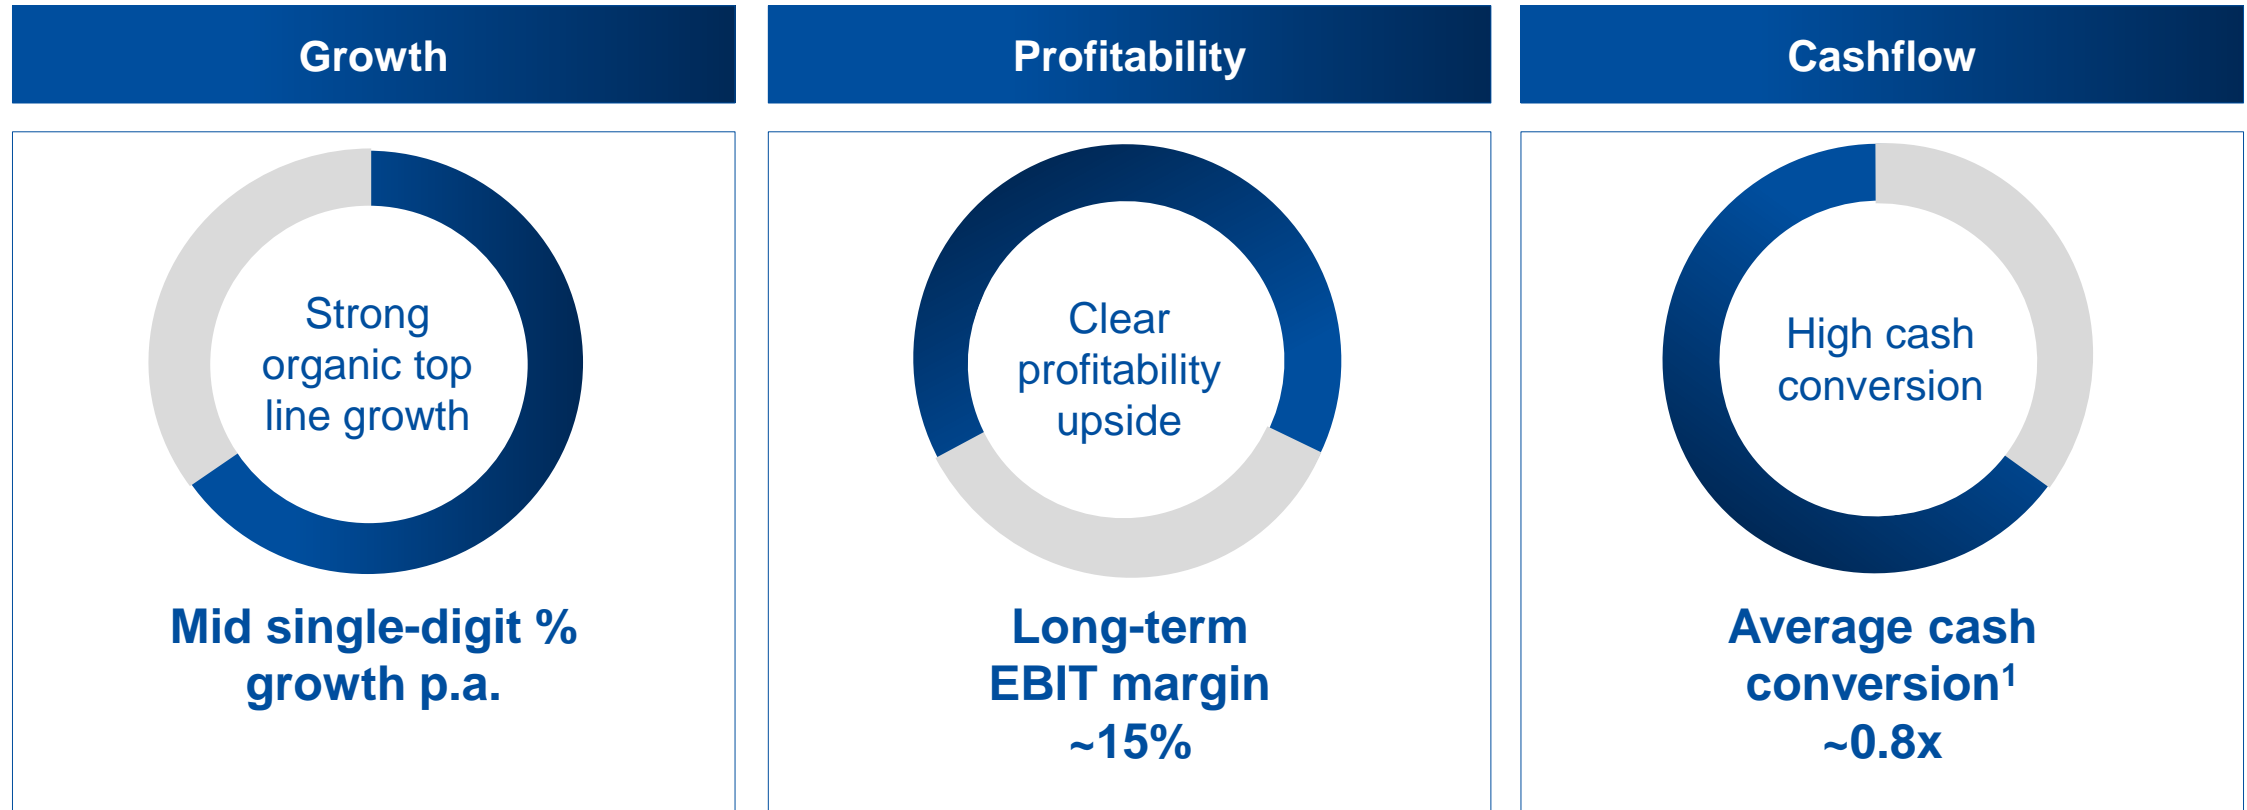 Growth
Strong
organic top
line growth
Mid single-digit %
growth p.a.
Profitability
Clear
profitability
upside
Long-term
EBIT margin
~15%
Cashflow
High cash
conversion
Average cash
conversion¹
~0.8x